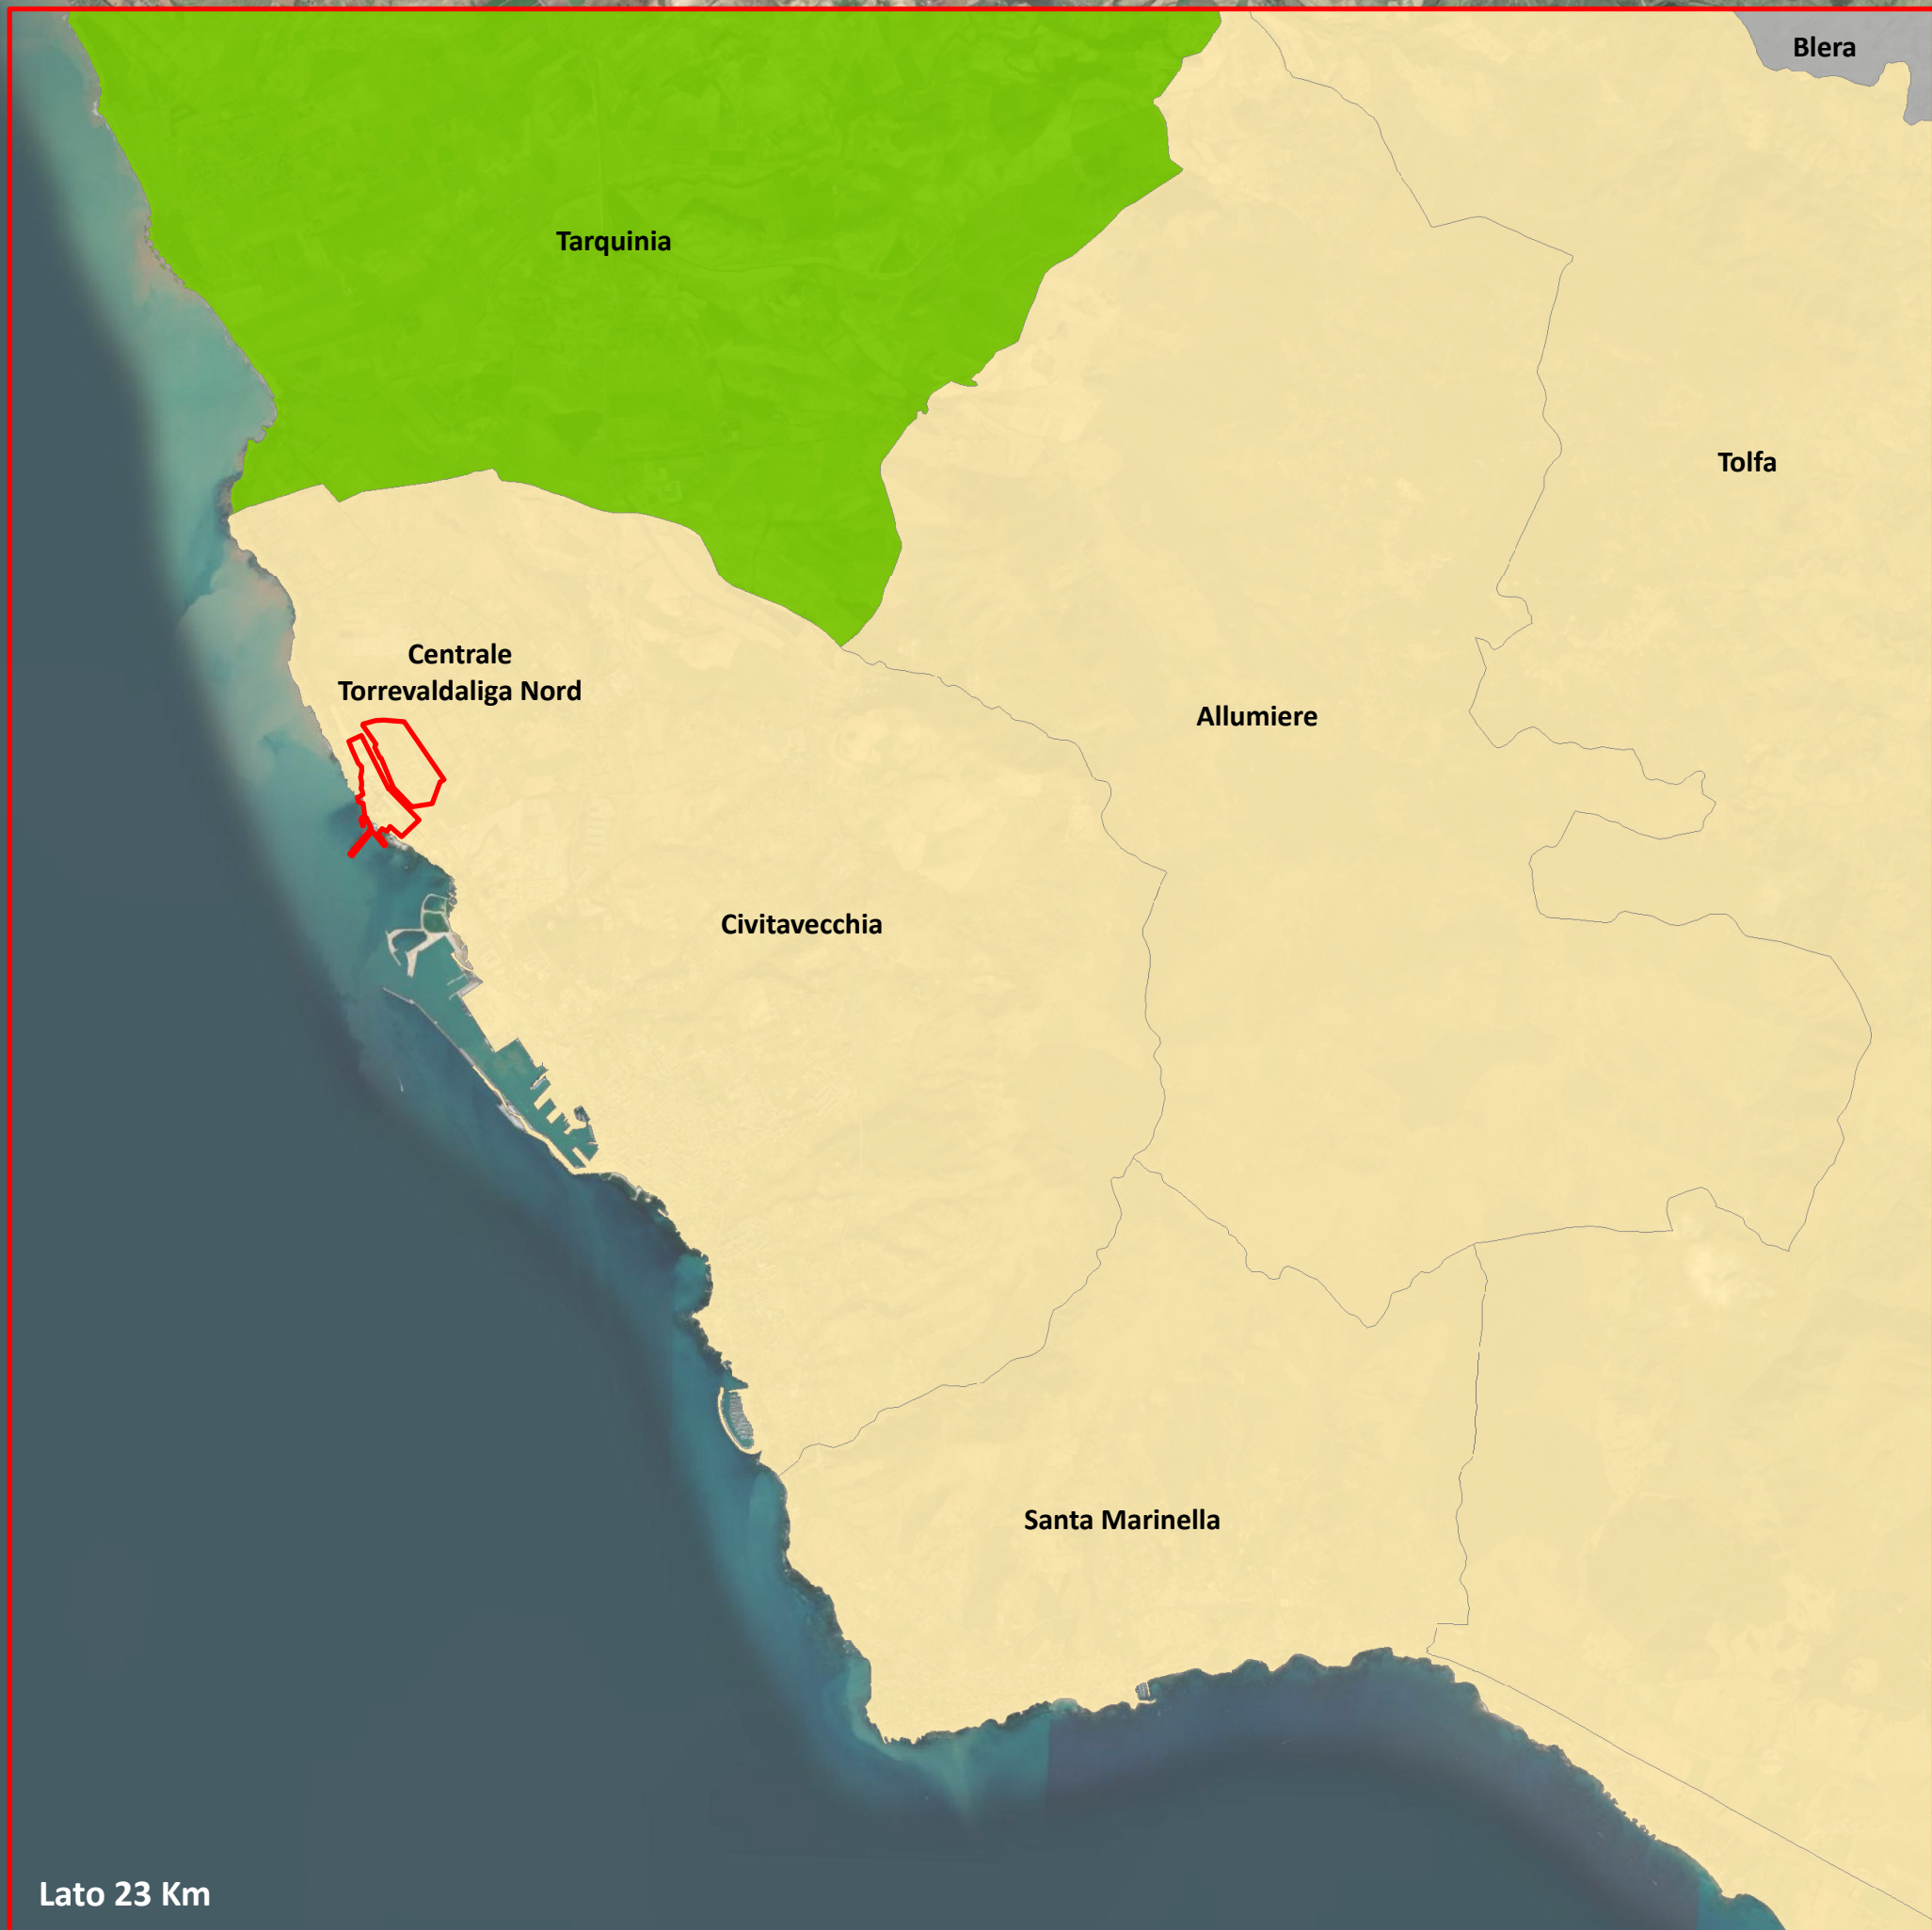 Blera
Tarquinia
Tolfa
Centrale
Torrevaldaliga Nord
Allumiere
Civitavecchia
Santa Marinella
Lato 23 Km